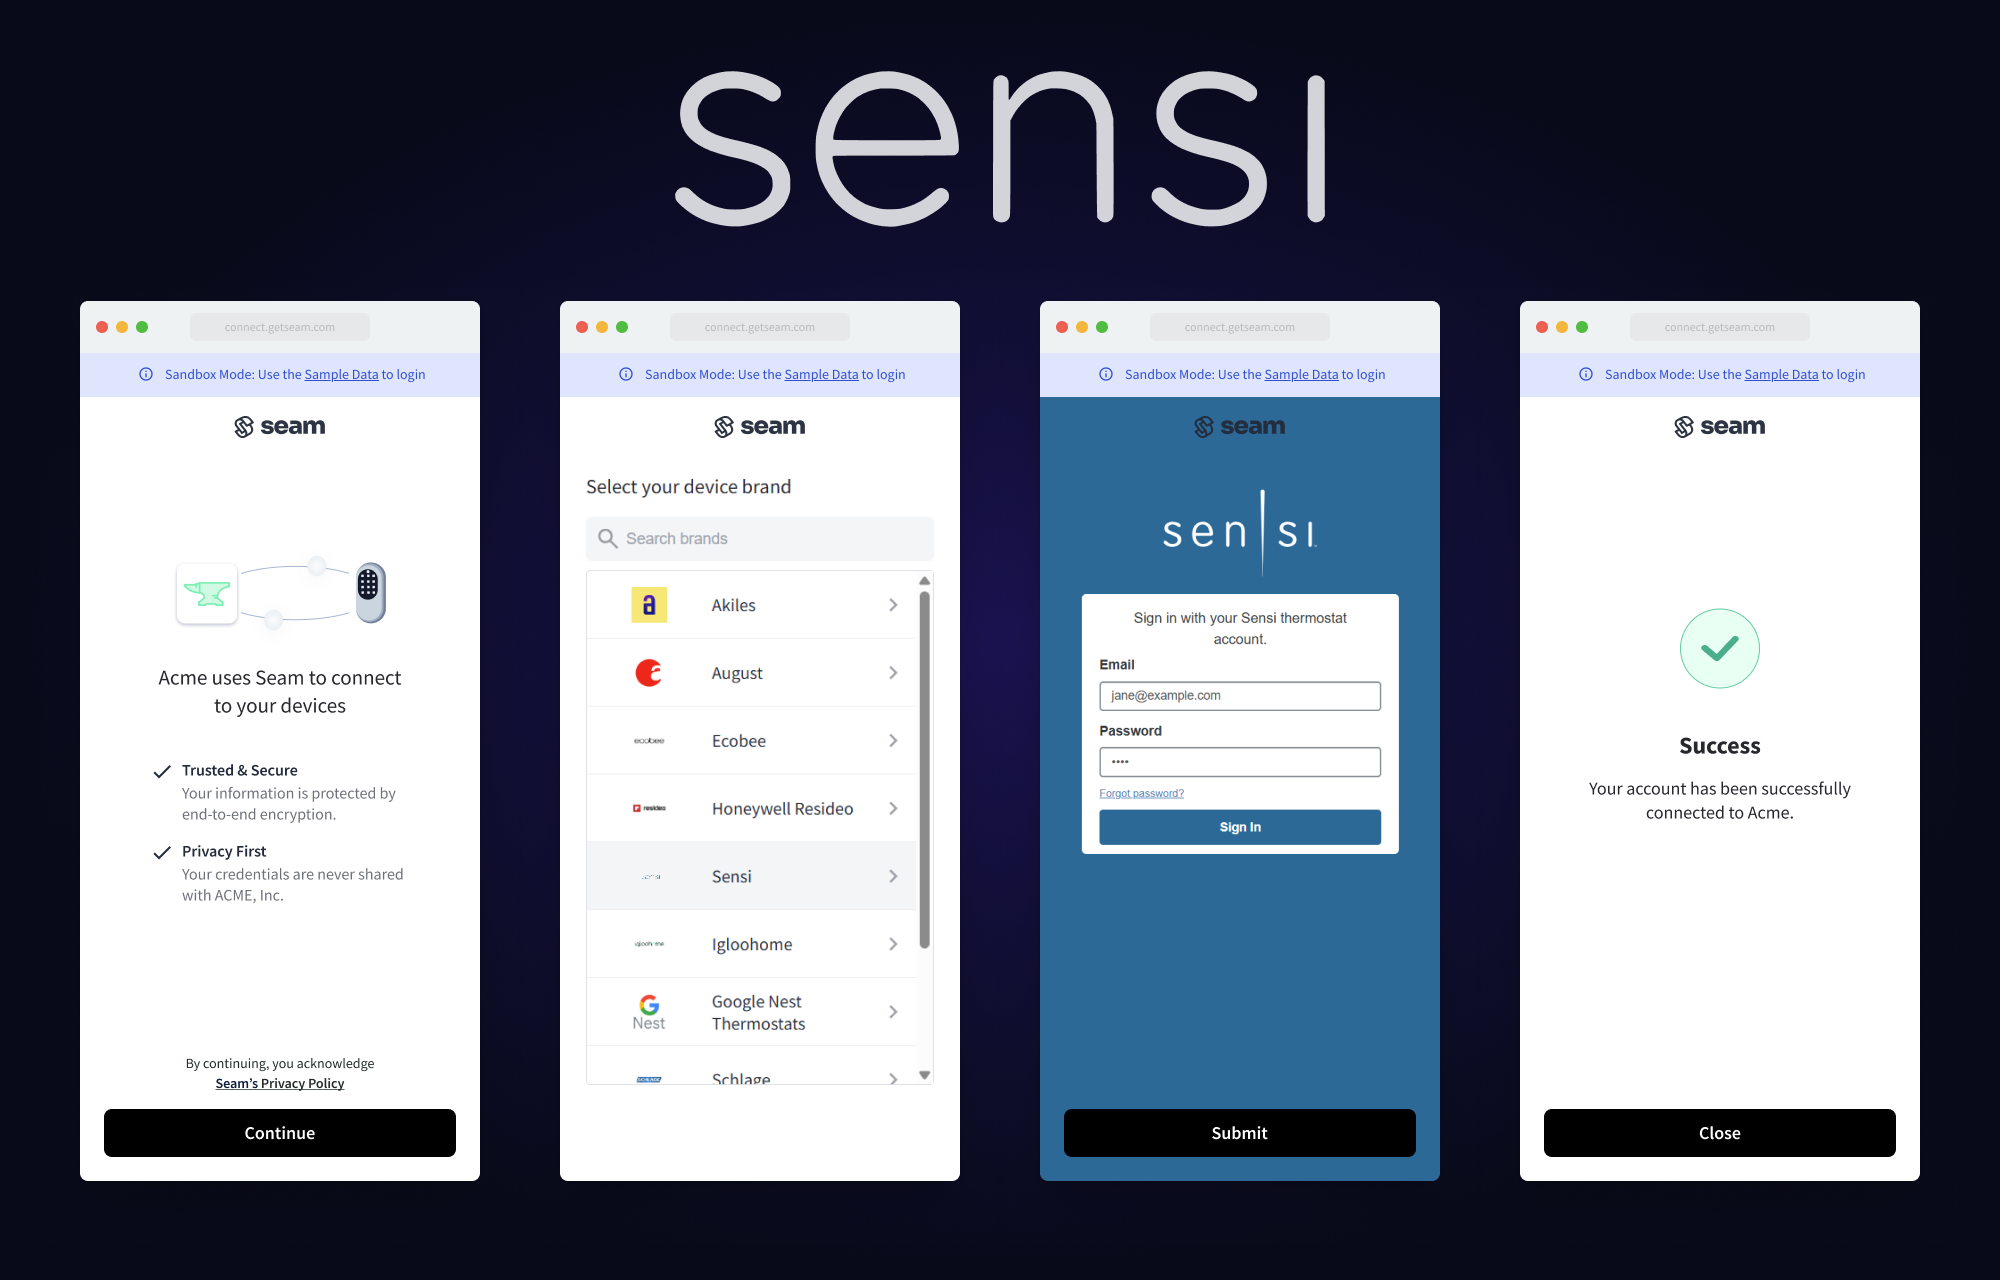 sensi
connect.getseam.com
Sandbox Mode: Use the Sample Data to login
seam
Acme uses Seam to connect
to your devices
Trusted & Secure
Your information is protected by
end-to-end encryption.
Privacy First
Your credentials are never shared
with ACME, Inc.
By continuing, you acknowledge
Seam's Privacy Policy
Continue
connect.getseam.com
Sandbox Mode: Use the Sample Data to login
seam
Select your device brand
Search brands
a
Akiles
a
August
ecobee
Ecobee
resideo
Honeywell Resideo
sensi
Sensi
igloohome
Igloohome
G
Nest
Google Nest
Thermostats
SCHLAGE
Schlage
connect.getseam.com
Sandbox Mode: Use the Sample Data to login
seam
sensi
Sign in with your Sensi thermostat
account.
Email
jane@example.com
Password
Forgot password?
Sign In
Submit
connect.getseam.com
Sandbox Mode: Use the Sample Data to login
seam
Success
Your account has been successfully
connected to Acme.
Close